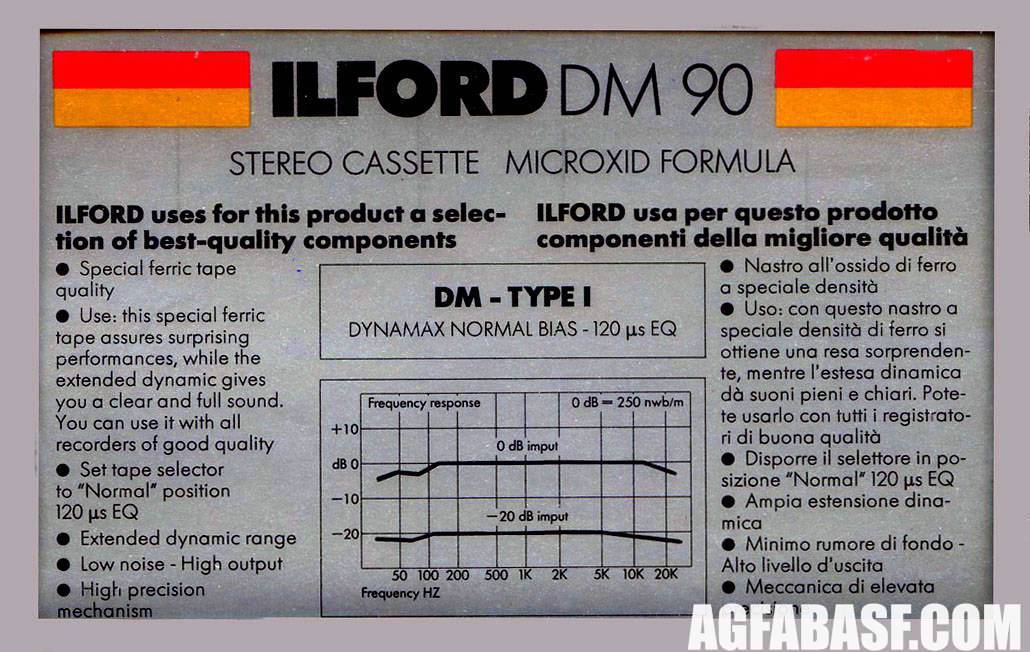 ILFORD DM 90
STEREO CASSETTE MICROXID FORMULA
ILFORD uses for this product a selec-
tion of best-quality components
● Special ferric tape
quality
● Use: this special ferric
tape assures surprising
performances, while the
extended dynamic gives
you a clear and full sound.
You can use it with all
recorders of good quality
● Set tape selector
to "Normal" position
120 µs EQ
● Extended dynamic range
● Low noise - High output
● High precision
mechanism
DM - TYPE I
DYNAMAX NORMAL BIAS - 120 µs EQ
Frequency response 0 dB = 250 nwb/m
+10
0 dB imput
dB 0
−10
−20 dB imput
−20
50 100 200 500 1K 2K 5K 10K 20K
Frequency HZ
ILFORD usa per questo prodotto
componenti della migliore qualità
● Nastro all'ossido di ferro
a speciale densità
● Uso: con questo nastro a
speciale densità di ferro si
ottiene una resa sorprenden-
te, mentre l'estesa dinamica
dà suoni pieni e chiari. Pote-
te usarlo con tutti i registrato-
ri di buona qualità
● Disporre il selettore in po-
sizione "Normal" 120 µs EQ
● Ampia estensione dina-
mica
● Minimo rumore di fondo -
Alto livello d'uscita
● Meccanica di elevata
AGFABASF.COM